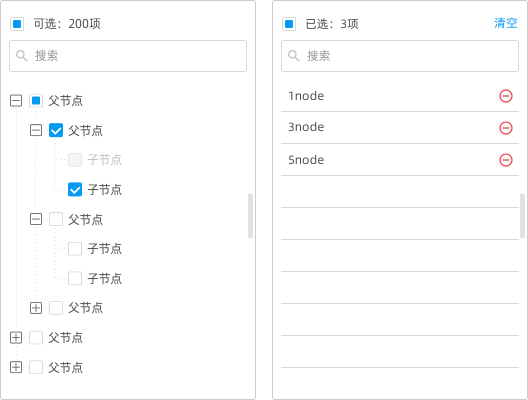 可选：200项
搜索
父节点
父节点
子节点
子节点
父节点
子节点
子节点
父节点
父节点
父节点
已选：3项
清空
搜索
1node
3node
5node